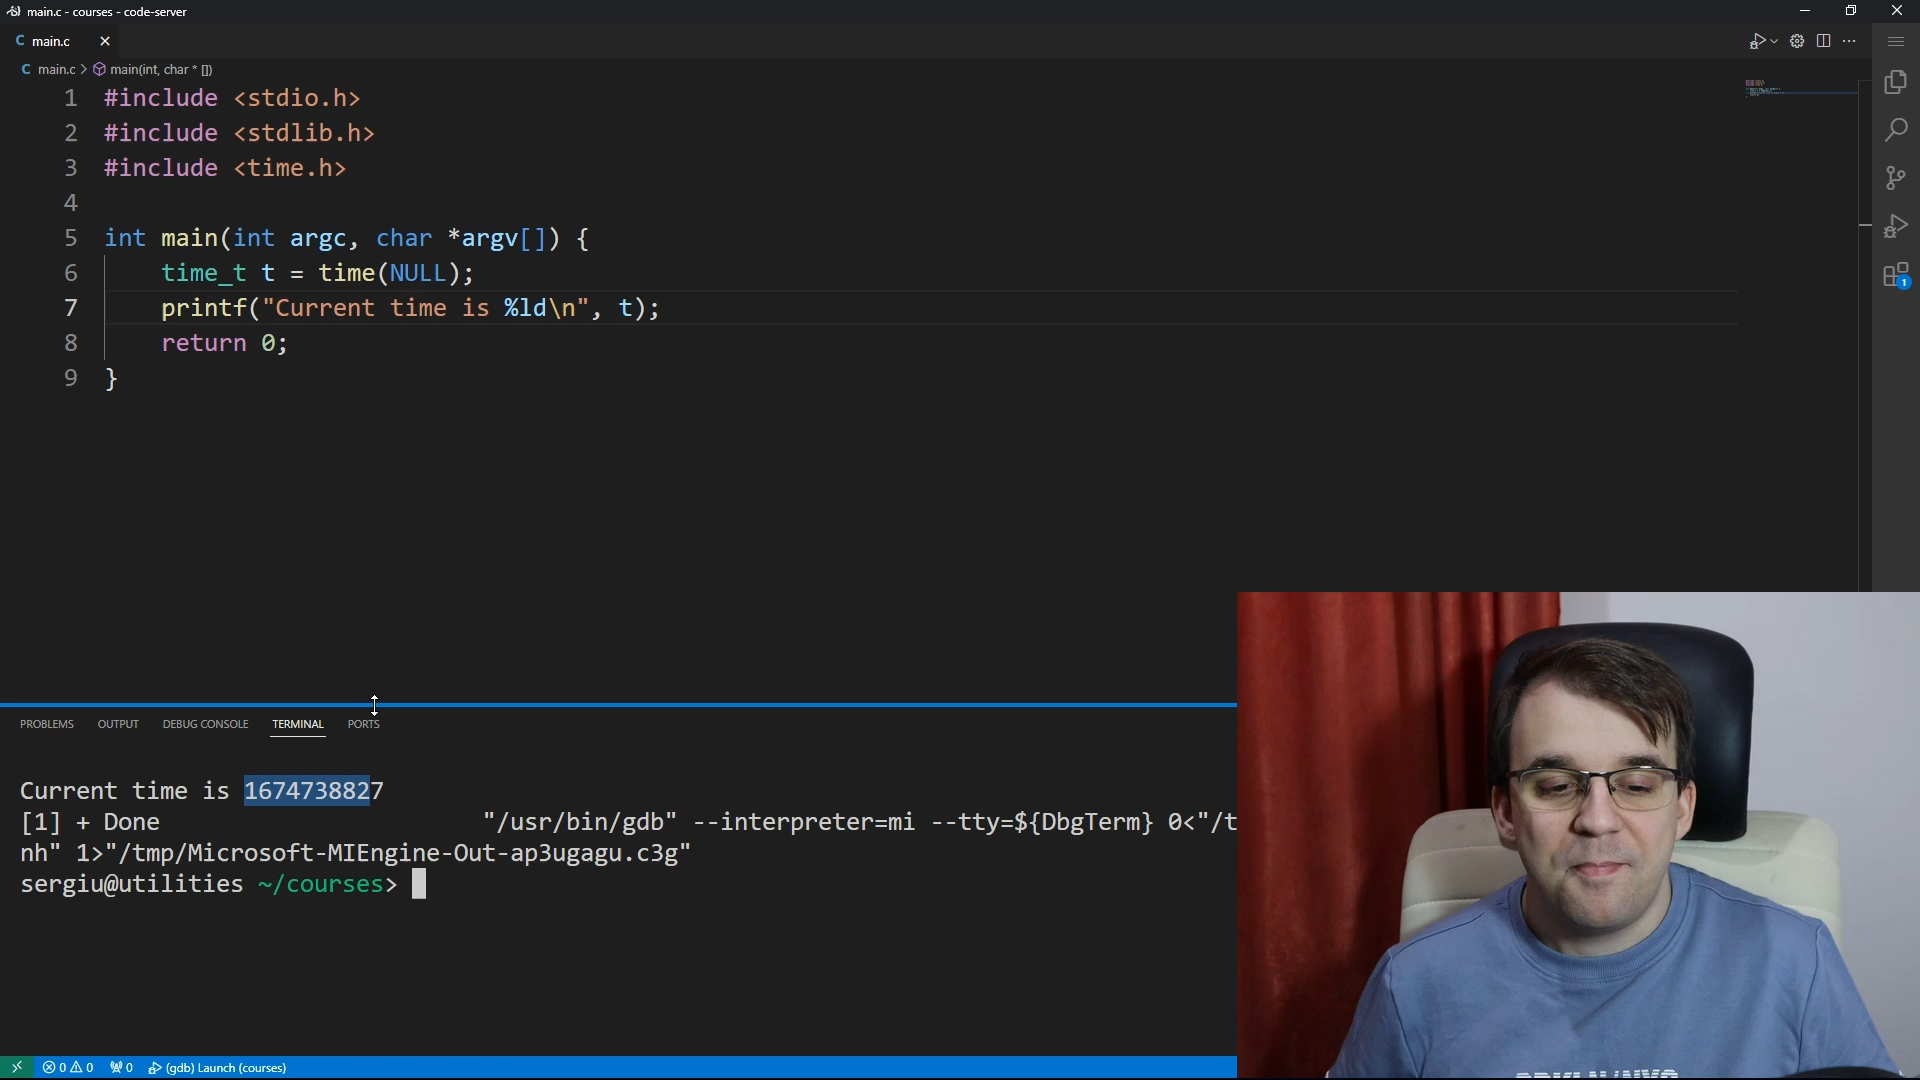 main.c - courses - code-server
main.c
main.c > main(int, char * [])
1 #include <stdio.h>
2 #include <stdlib.h>
3 #include <time.h>
4
5 int main(int argc, char *argv[]) {
6 time_t t = time(NULL);
7 printf("Current time is %ld\n", t);
8 return 0;
9 }
1
PROBLEMS OUTPUT DEBUG CONSOLE TERMINAL PORTS
Current time is 1674738827
[1] + Done "/usr/bin/gdb" --interpreter=mi --tty=${DbgTerm} 0<"/t
nh" 1>"/tmp/Microsoft-MIEngine-Out-ap3ugagu.c3g"
sergiu@utilities ~/courses>
0 0 0 (gdb) Launch (courses)